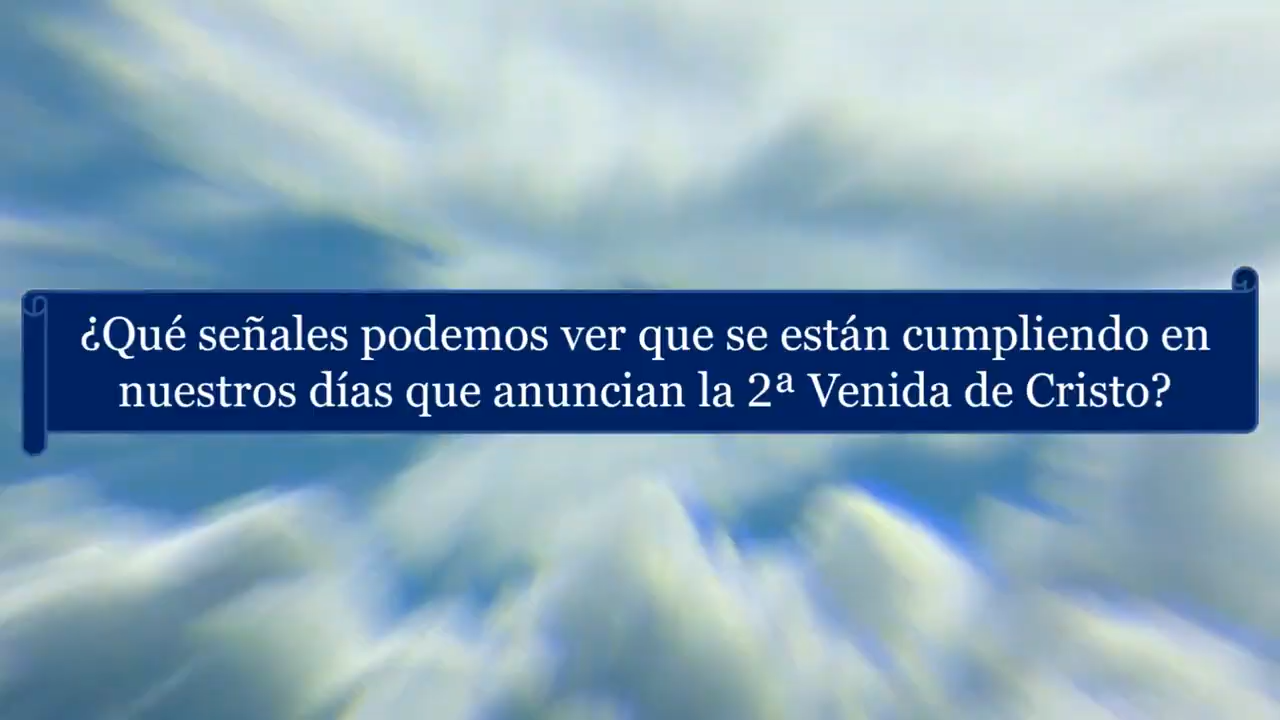 ¿Qué señales podemos ver que se están cumpliendo en
nuestros días que anuncian la 2ª Venida de Cristo?